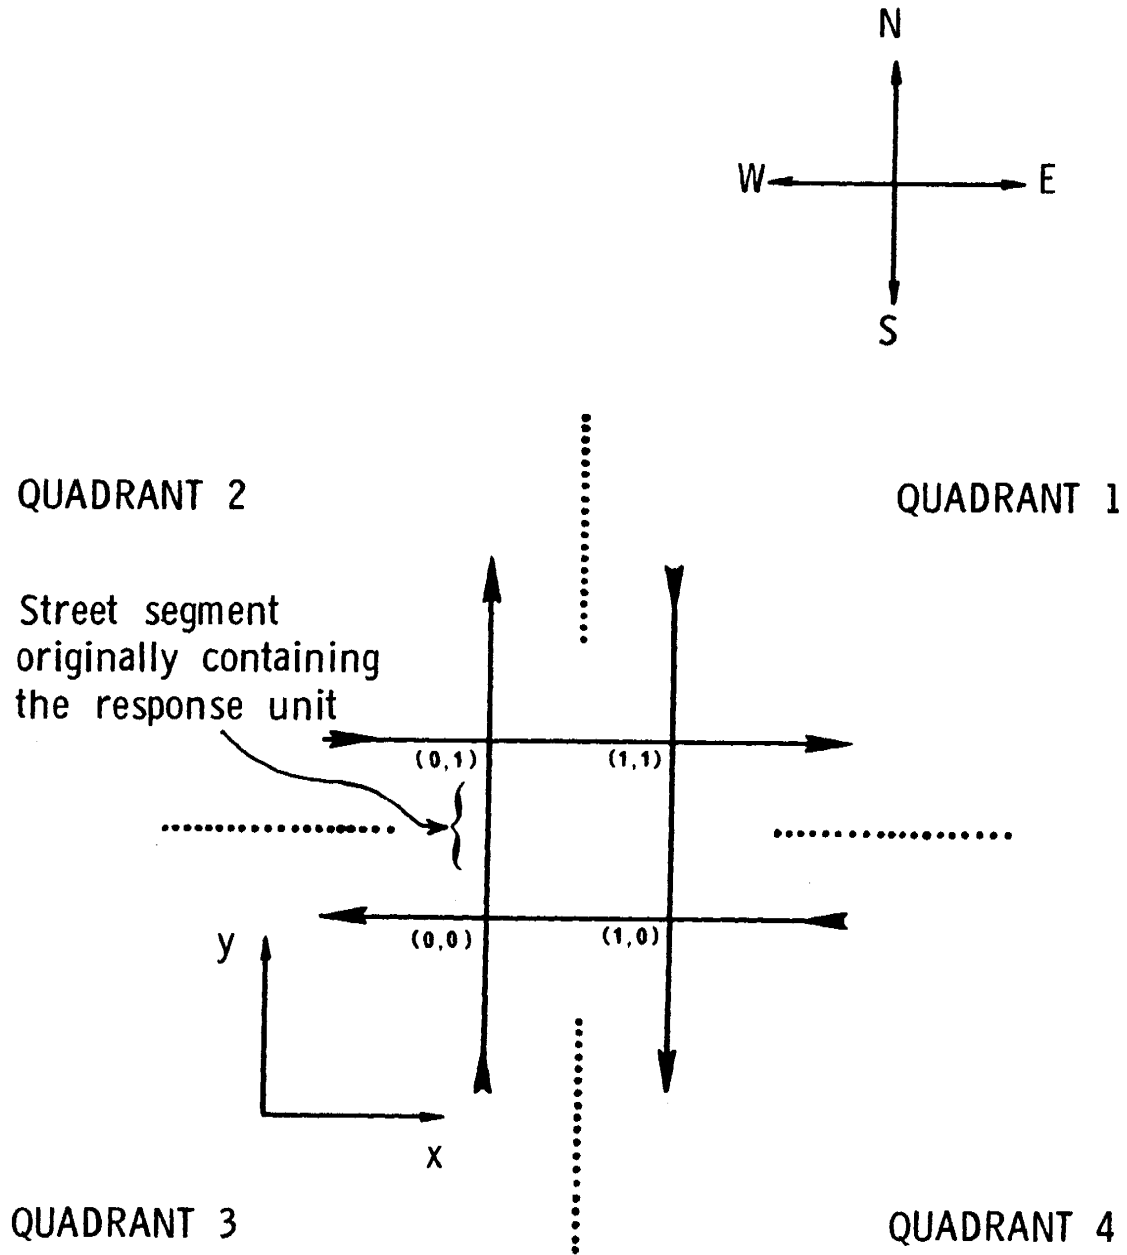 N
W E
S
QUADRANT 2 QUADRANT 1
Street segment
originally containing
the response unit
(0,1) (1,1)
(0,0) (1,0)
y
x
QUADRANT 3 QUADRANT 4